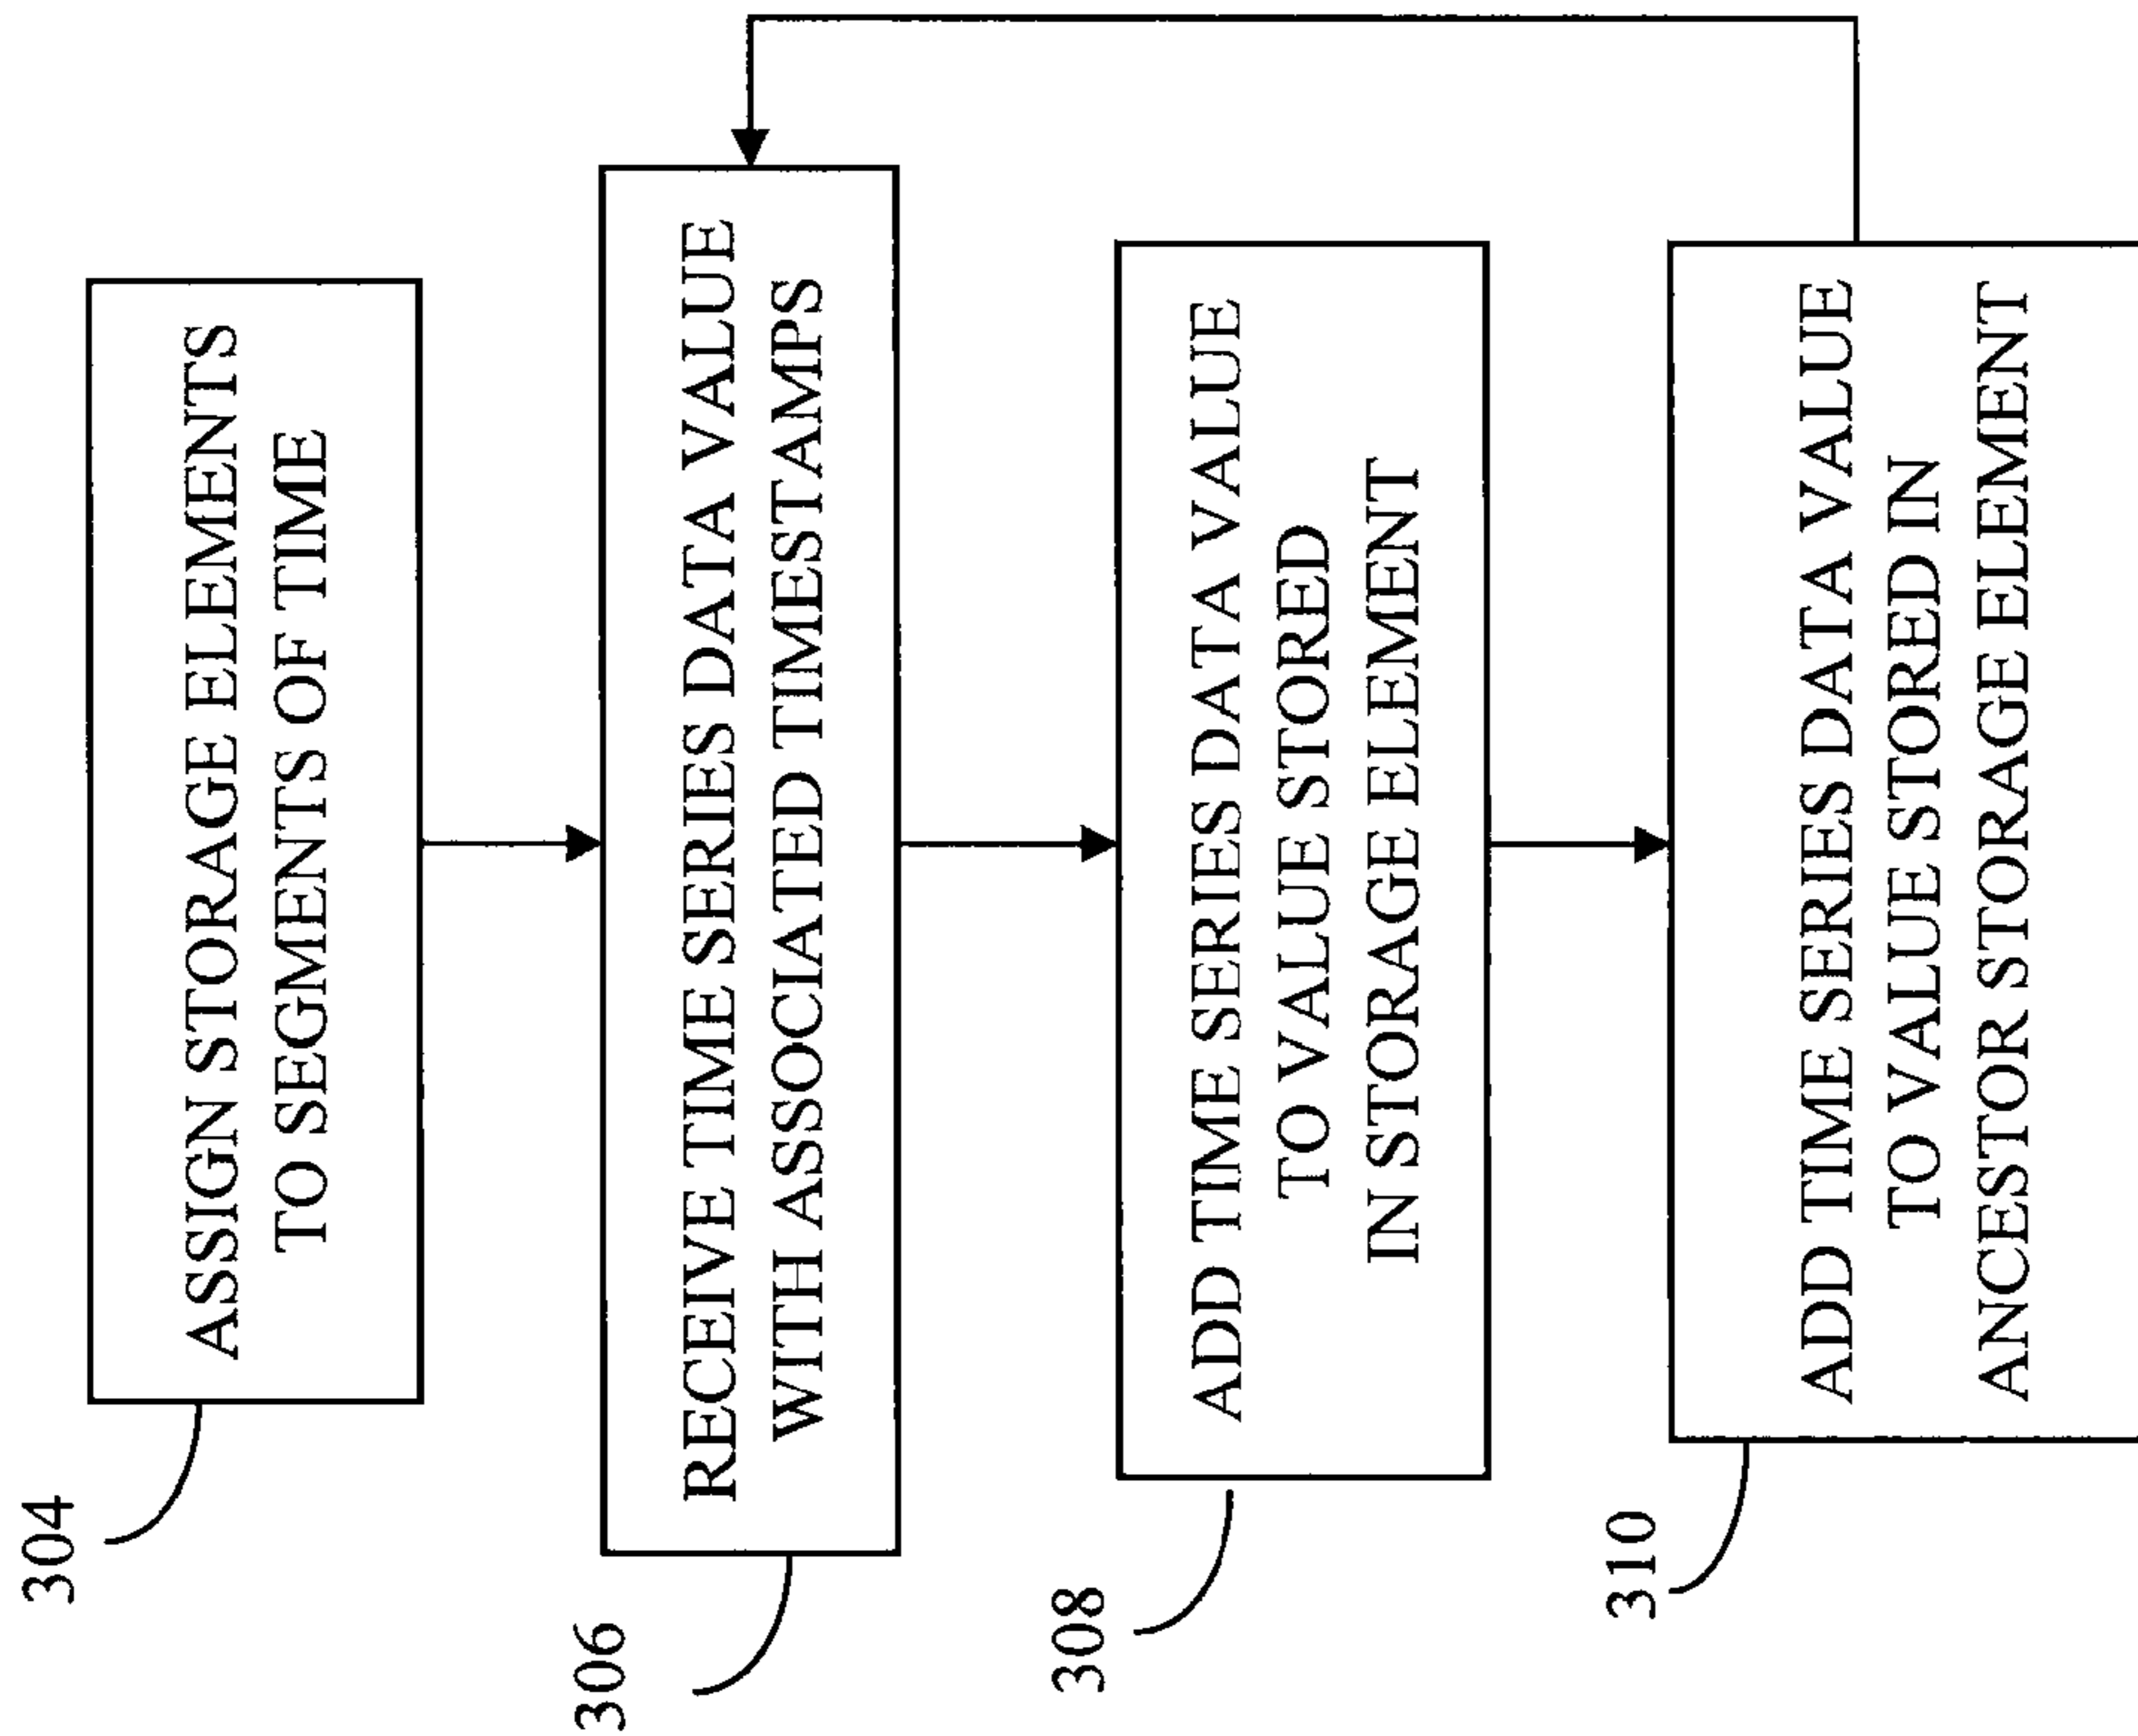 304
ASSIGN STORAGE ELEMENTS
TO SEGMENTS OF TIME
306
RECEIVE TIME SERIES DATA VALUE
WITH ASSOCIATED TIMESTAMPS
308
ADD TIME SERIES DATA VALUE
TO VALUE STORED
IN STORAGE ELEMENT
310
ADD TIME SERIES DATA VALUE
TO VALUE STORED IN
ANCESTOR STORAGE ELEMENT